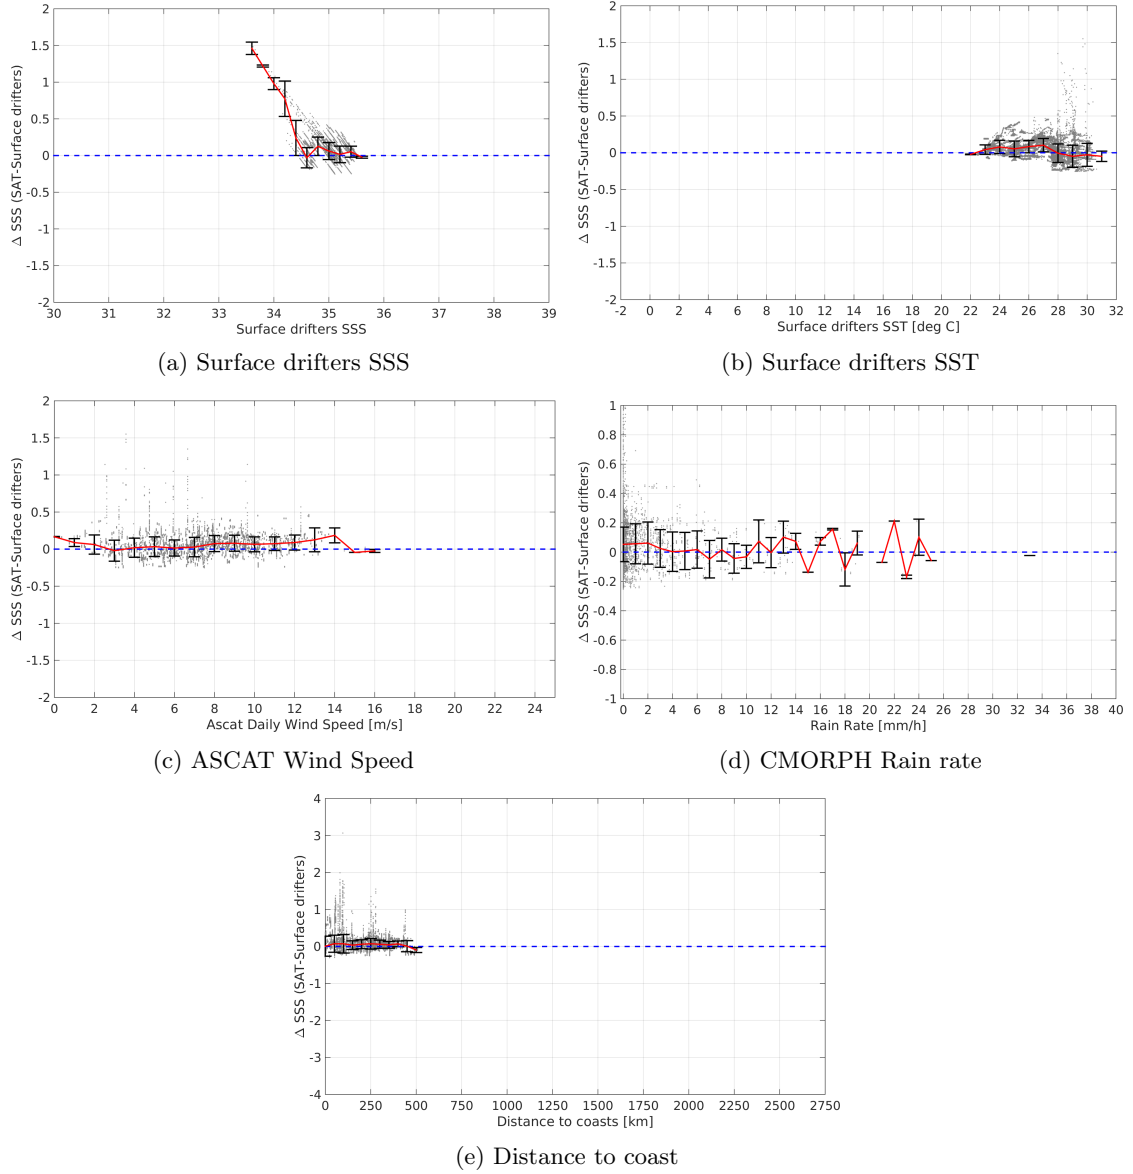 2
1.5
1
0.5
0
-0.5
-1
-1.5
-2
Δ SSS (SAT-Surface drifters)
30 31 32 33 34 35 36 37 38 39
Surface drifters SSS
(a) Surface drifters SSS
2
1.5
1
0.5
0
-0.5
-1
-1.5
-2
Δ SSS (SAT-Surface drifters)
-2 0 2 4 6 8 10 12 14 16 18 20 22 24 26 28 30 32
Surface drifters SST [deg C]
(b) Surface drifters SST
2
1.5
1
0.5
0
-0.5
-1
-1.5
-2
Δ SSS (SAT-Surface drifters)
0 2 4 6 8 10 12 14 16 18 20 22 24
Ascat Daily Wind Speed [m/s]
(c) ASCAT Wind Speed
1
0.8
0.6
0.4
0.2
0
-0.2
-0.4
-0.6
-0.8
-1
Δ SSS (SAT-Surface drifters)
0 2 4 6 8 10 12 14 16 18 20 22 24 26 28 30 32 34 36 38 40
Rain Rate [mm/h]
(d) CMORPH Rain rate
4
3
2
1
0
-1
-2
-3
-4
Δ SSS (SAT-Surface drifters)
0 250 500 750 1000 1250 1500 1750 2000 2250 2500 2750
Distance to coasts [km]
(e) Distance to coast